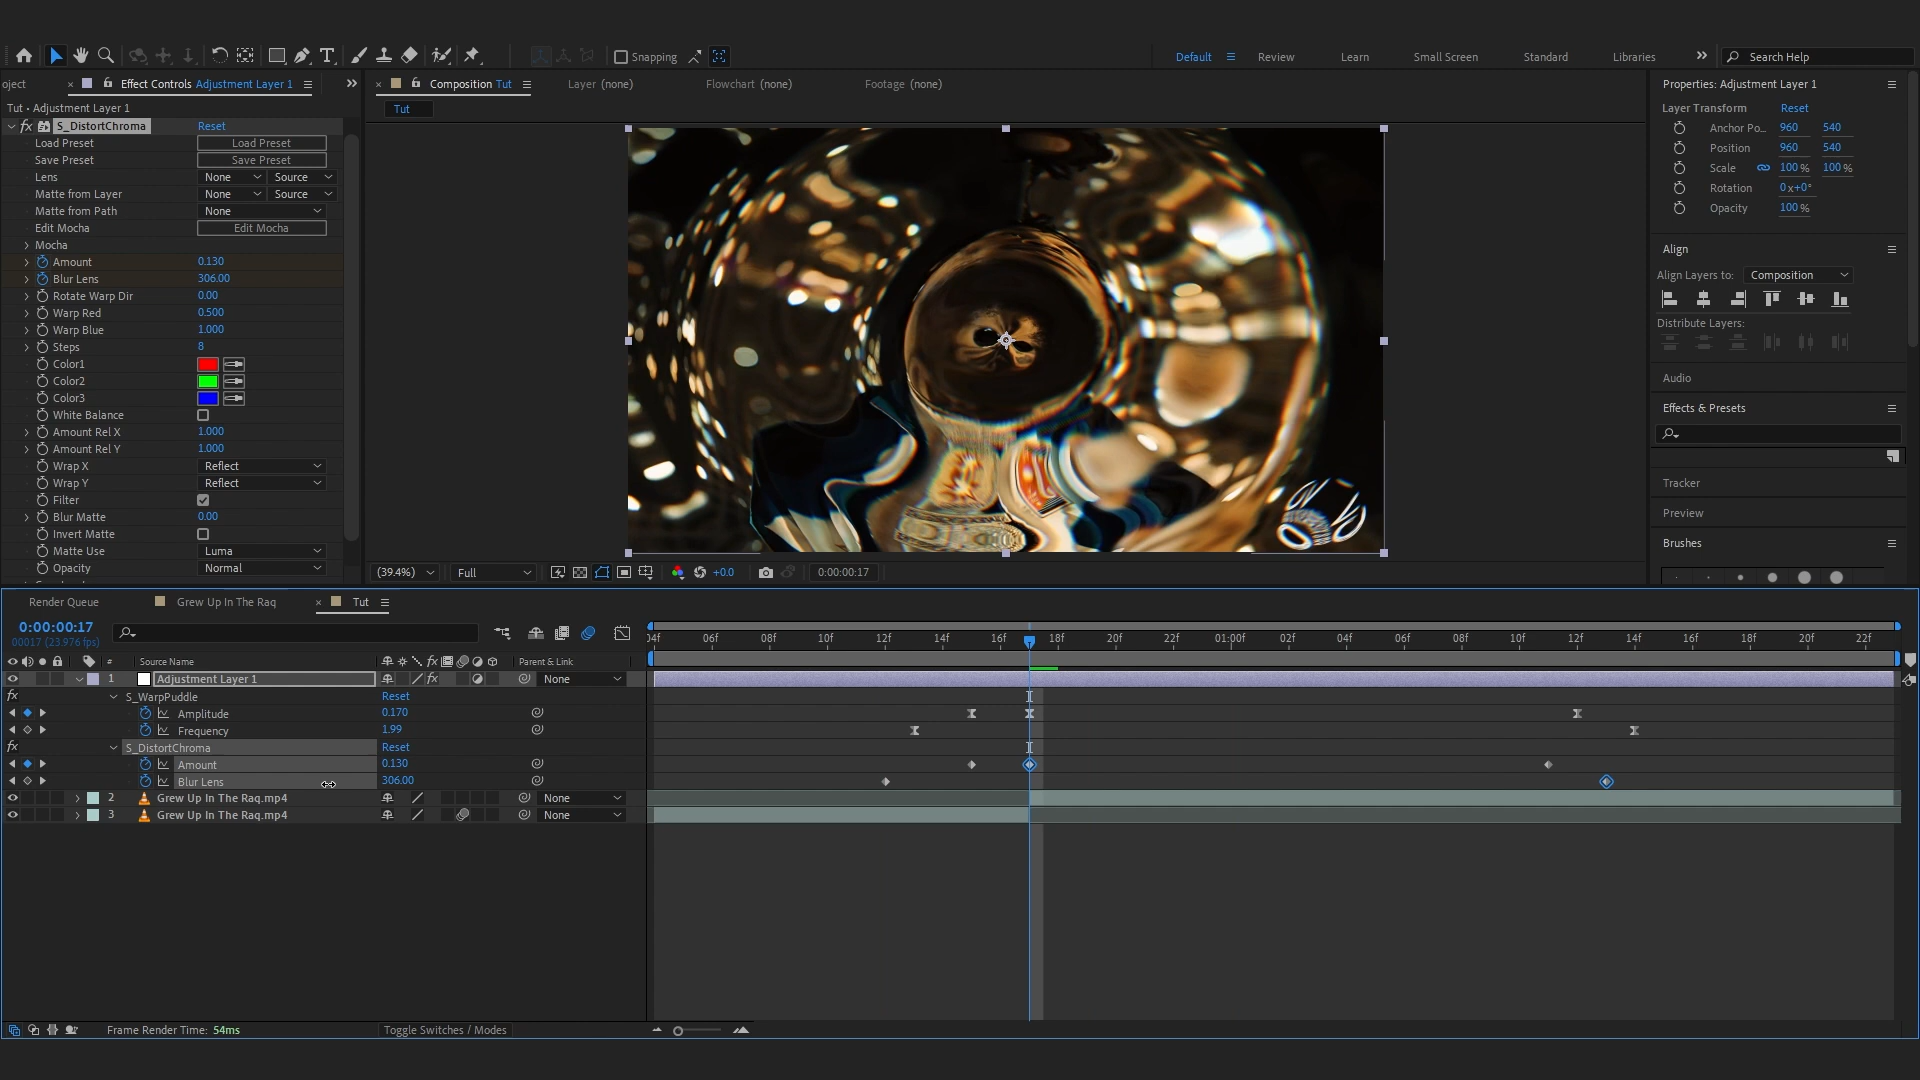 Snapping
Default
Review
Learn
Small Screen
Standard
Libraries
Search Help
oject
Effect Controls Adjustment Layer 1
Composition Tut
Layer (none)
Flowchart (none)
Footage (none)
Properties: Adjustment Layer 1
Tut • Adjustment Layer 1
Tut
Layer Transform Reset
fx S_DistortChroma Reset
Load Preset Load Preset
Save Preset Save Preset
Lens None Source
Matte from Layer None Source
Matte from Path None
Edit Mocha Edit Mocha
Mocha
Amount 0.130
Blur Lens 306.00
Rotate Warp Dir 0.00
Warp Red 0.500
Warp Blue 1.000
Steps 8
Color1
Color2
Color3
White Balance
Amount Rel X 1.000
Amount Rel Y 1.000
Wrap X Reflect
Wrap Y Reflect
Filter
Blur Matte 0.00
Invert Matte
Matte Use Luma
Opacity Normal
Anchor Po... 960 540
Position 960 540
Scale 100 % 100 %
Rotation 0x+0°
Opacity 100 %
Align
Align Layers to: Composition
Distribute Layers:
Audio
Effects & Presets
Tracker
Preview
Brushes
(39.4%) Full +0.0 0:00:00:17
Render Queue Grew Up In The Raq Tut
0:00:00:17
00017 (23.976 fps)
04f 06f 08f 10f 12f 14f 16f 18f 20f 22f 01:00f 02f 04f 06f 08f 10f 12f 14f 16f 18f 20f 22f
# Source Name fx Parent & Link
1 Adjustment Layer 1 fx None
fx S_WarpPuddle Reset
Amplitude 0.170
Frequency 1.99
fx S_DistortChroma Reset
Amount 0.130
Blur Lens 306.00
2 Grew Up In The Raq.mp4 None
3 Grew Up In The Raq.mp4 None
Frame Render Time: 54ms Toggle Switches / Modes